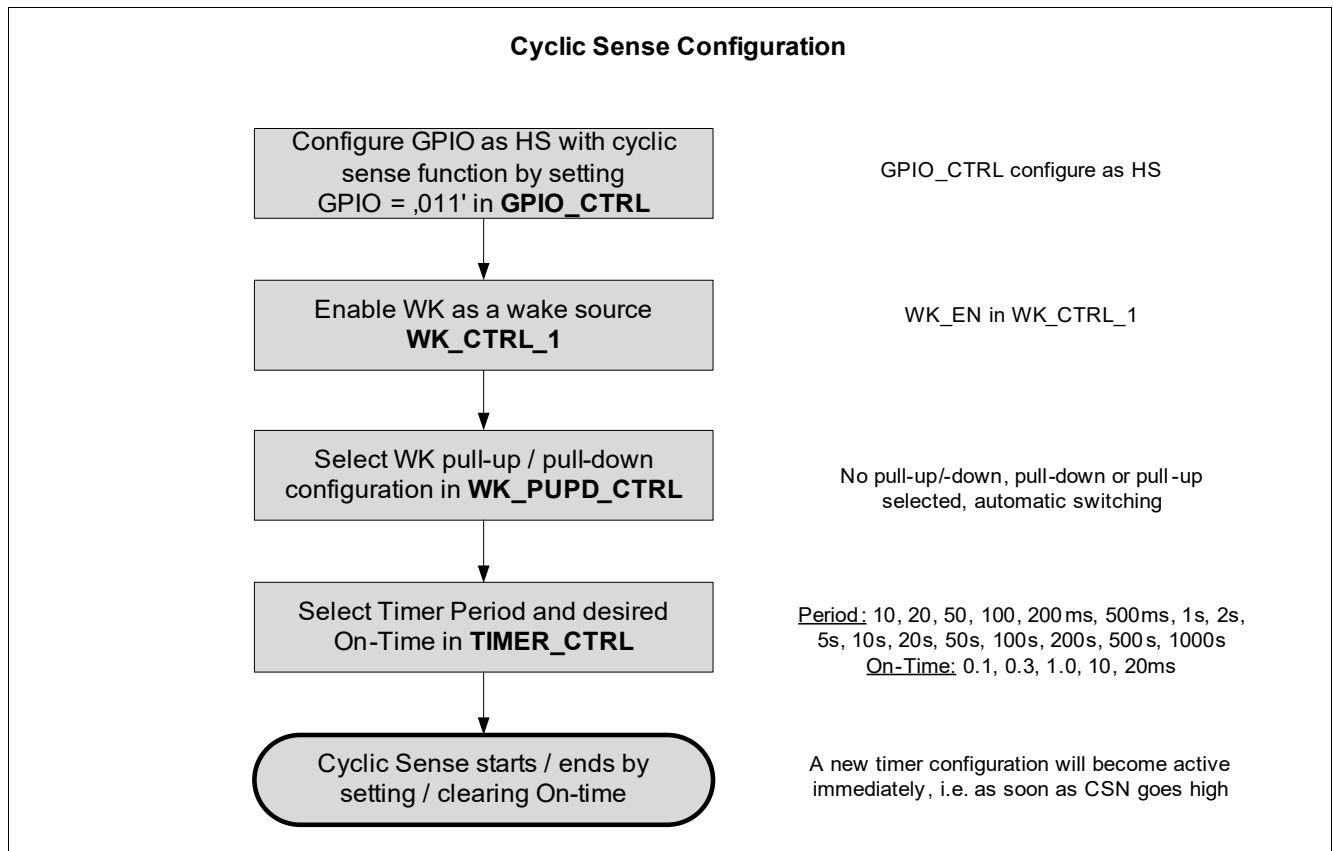 Cyclic Sense Configuration
Configure GPIO as HS with cyclic
sense function by setting
GPIO = ‚011' in GPIO_CTRL
GPIO_CTRL configure as HS
Enable WK as a wake source
WK_CTRL_1
WK_EN in WK_CTRL_1
Select WK pull-up / pull-down
configuration in WK_PUPD_CTRL
No pull-up/-down, pull-down or pull-up
selected, automatic switching
Select Timer Period and desired
On-Time in TIMER_CTRL
Period: 10, 20, 50, 100, 200ms, 500ms, 1s, 2s,
5s, 10s, 20s, 50s, 100s, 200s, 500s, 1000s
On-Time: 0.1, 0.3, 1.0, 10, 20ms
Cyclic Sense starts / ends by
setting / clearing On-time
A new timer configuration will become active
immediately, i.e. as soon as CSN goes high